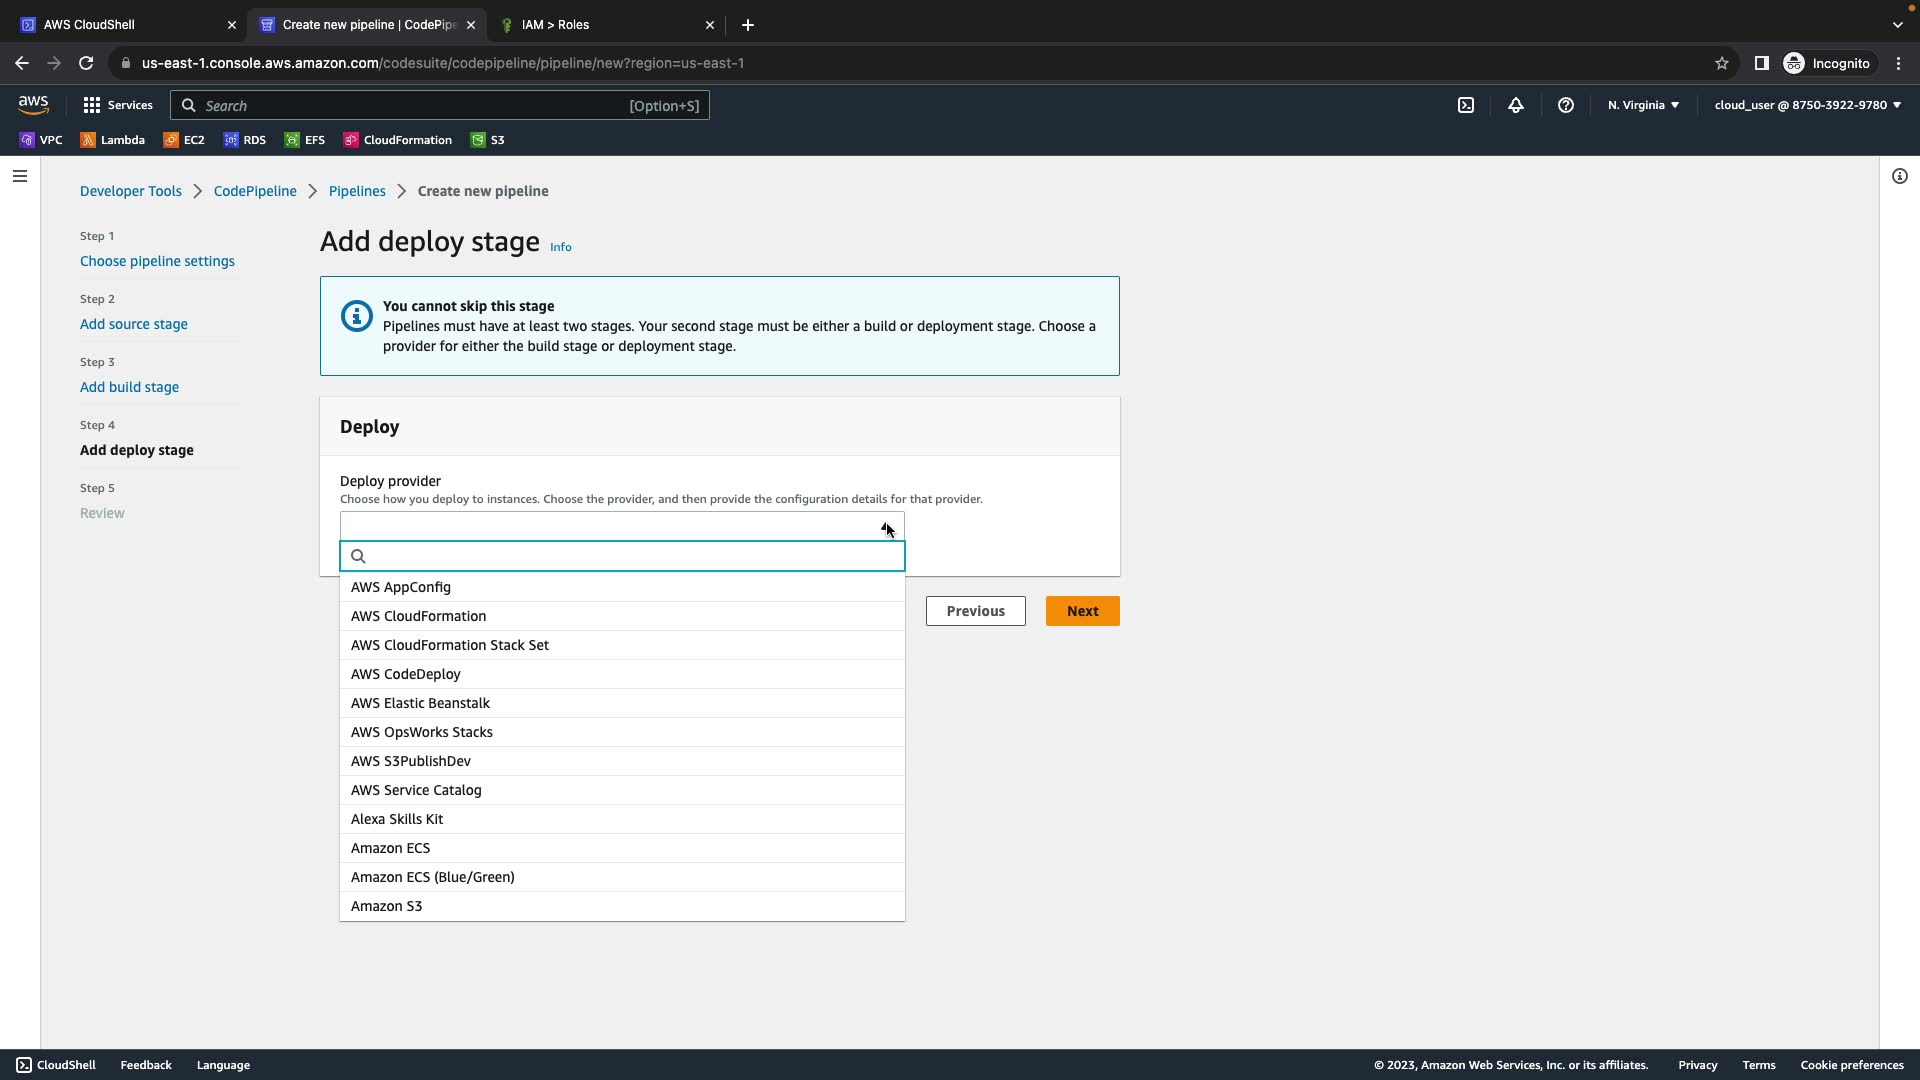 AWS CloudShell
Create new pipeline | CodePipe
IAM > Roles
us-east-1.console.aws.amazon.com/codesuite/codepipeline/pipeline/new?region=us-east-1
Incognito
aws
Services
Search
[Option+S]
N. Virginia
cloud_user @ 8750-3922-9780
VPC
Lambda
EC2
RDS
EFS
CloudFormation
S3
Developer Tools > CodePipeline > Pipelines > Create new pipeline
Step 1
Choose pipeline settings
Step 2
Add source stage
Step 3
Add build stage
Step 4
Add deploy stage
Step 5
Review
Add deploy stage Info
You cannot skip this stage
Pipelines must have at least two stages. Your second stage must be either a build or deployment stage. Choose a
provider for either the build stage or deployment stage.
Deploy
Deploy provider
Choose how you deploy to instances. Choose the provider, and then provide the configuration details for that provider.
AWS AppConfig
AWS CloudFormation
AWS CloudFormation Stack Set
AWS CodeDeploy
AWS Elastic Beanstalk
AWS OpsWorks Stacks
AWS S3PublishDev
AWS Service Catalog
Alexa Skills Kit
Amazon ECS
Amazon ECS (Blue/Green)
Amazon S3
Previous
Next
CloudShell
Feedback
Language
© 2023, Amazon Web Services, Inc. or its affiliates.
Privacy
Terms
Cookie preferences